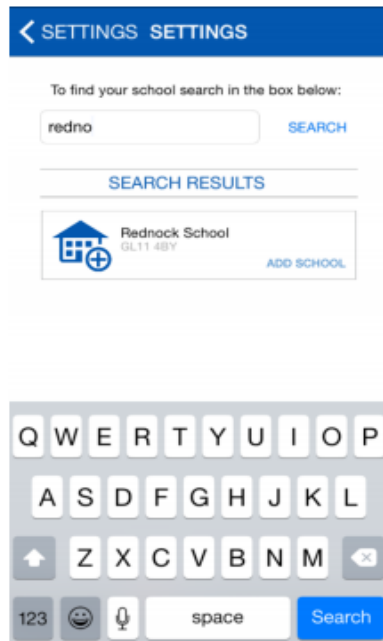 SETTINGS SETTINGS
To find your school search in the box below:
redno SEARCH
SEARCH RESULTS
Rednock School
GL11 4BY
ADD SCHOOL
Q W E R T Y U I O P
A S D F G H J K L
Z X C V B N M
123 space Search